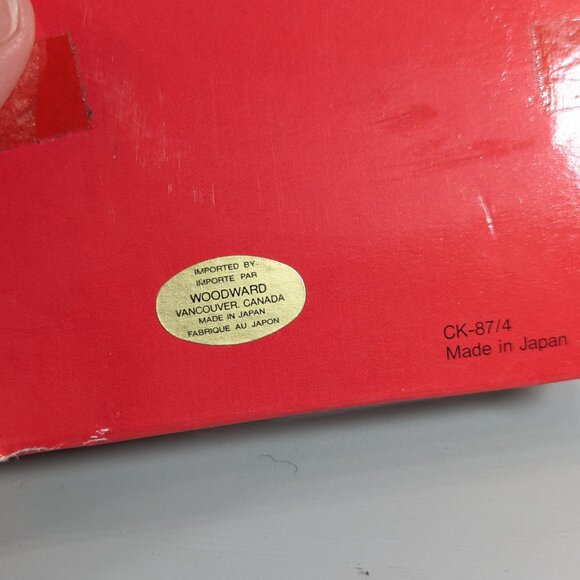 IMPORTED BY
IMPORTE PAR
WOODWARD
VANCOUVER, CANADA
MADE IN JAPAN
FABRIQUE AU JAPON
CK-87/4
Made in Japan